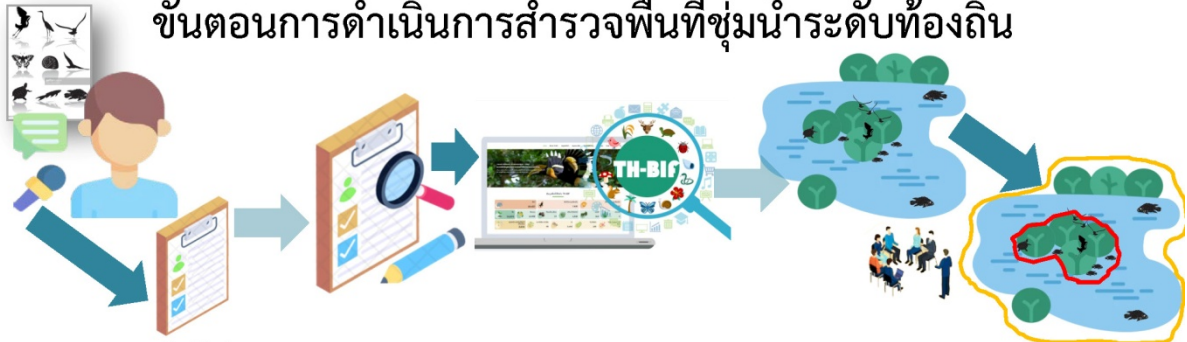 ขั้นตอนการดำเนินการสำรวจพื้นที่ชุ่มน้ำระดับท้องถิ่น
TH-BIF